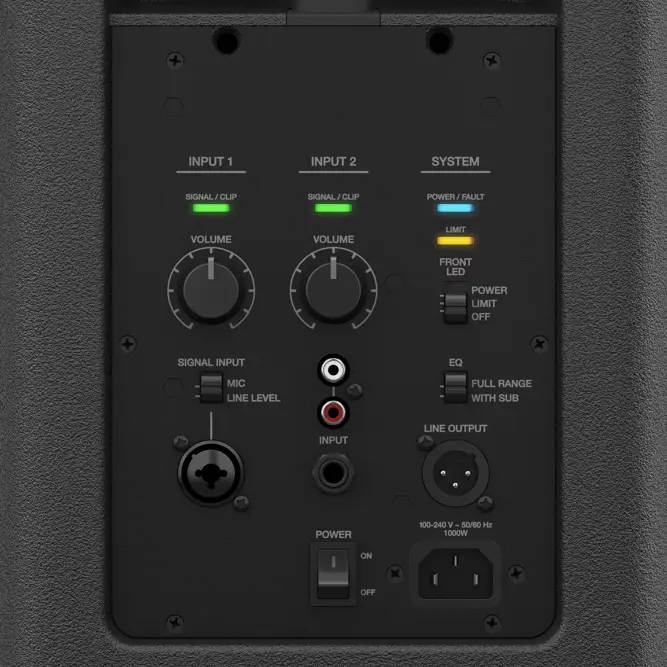 INPUT 1
INPUT 2
SYSTEM
SIGNAL / CLIP
SIGNAL / CLIP
POWER / FAULT
LIMIT
VOLUME
VOLUME
FRONT
LED
POWER
LIMIT
OFF
SIGNAL INPUT
MIC
LINE LEVEL
EQ
FULL RANGE
WITH SUB
INPUT
LINE OUTPUT
100-240 V ~ 50/60 Hz
1000W
POWER
ON
OFF